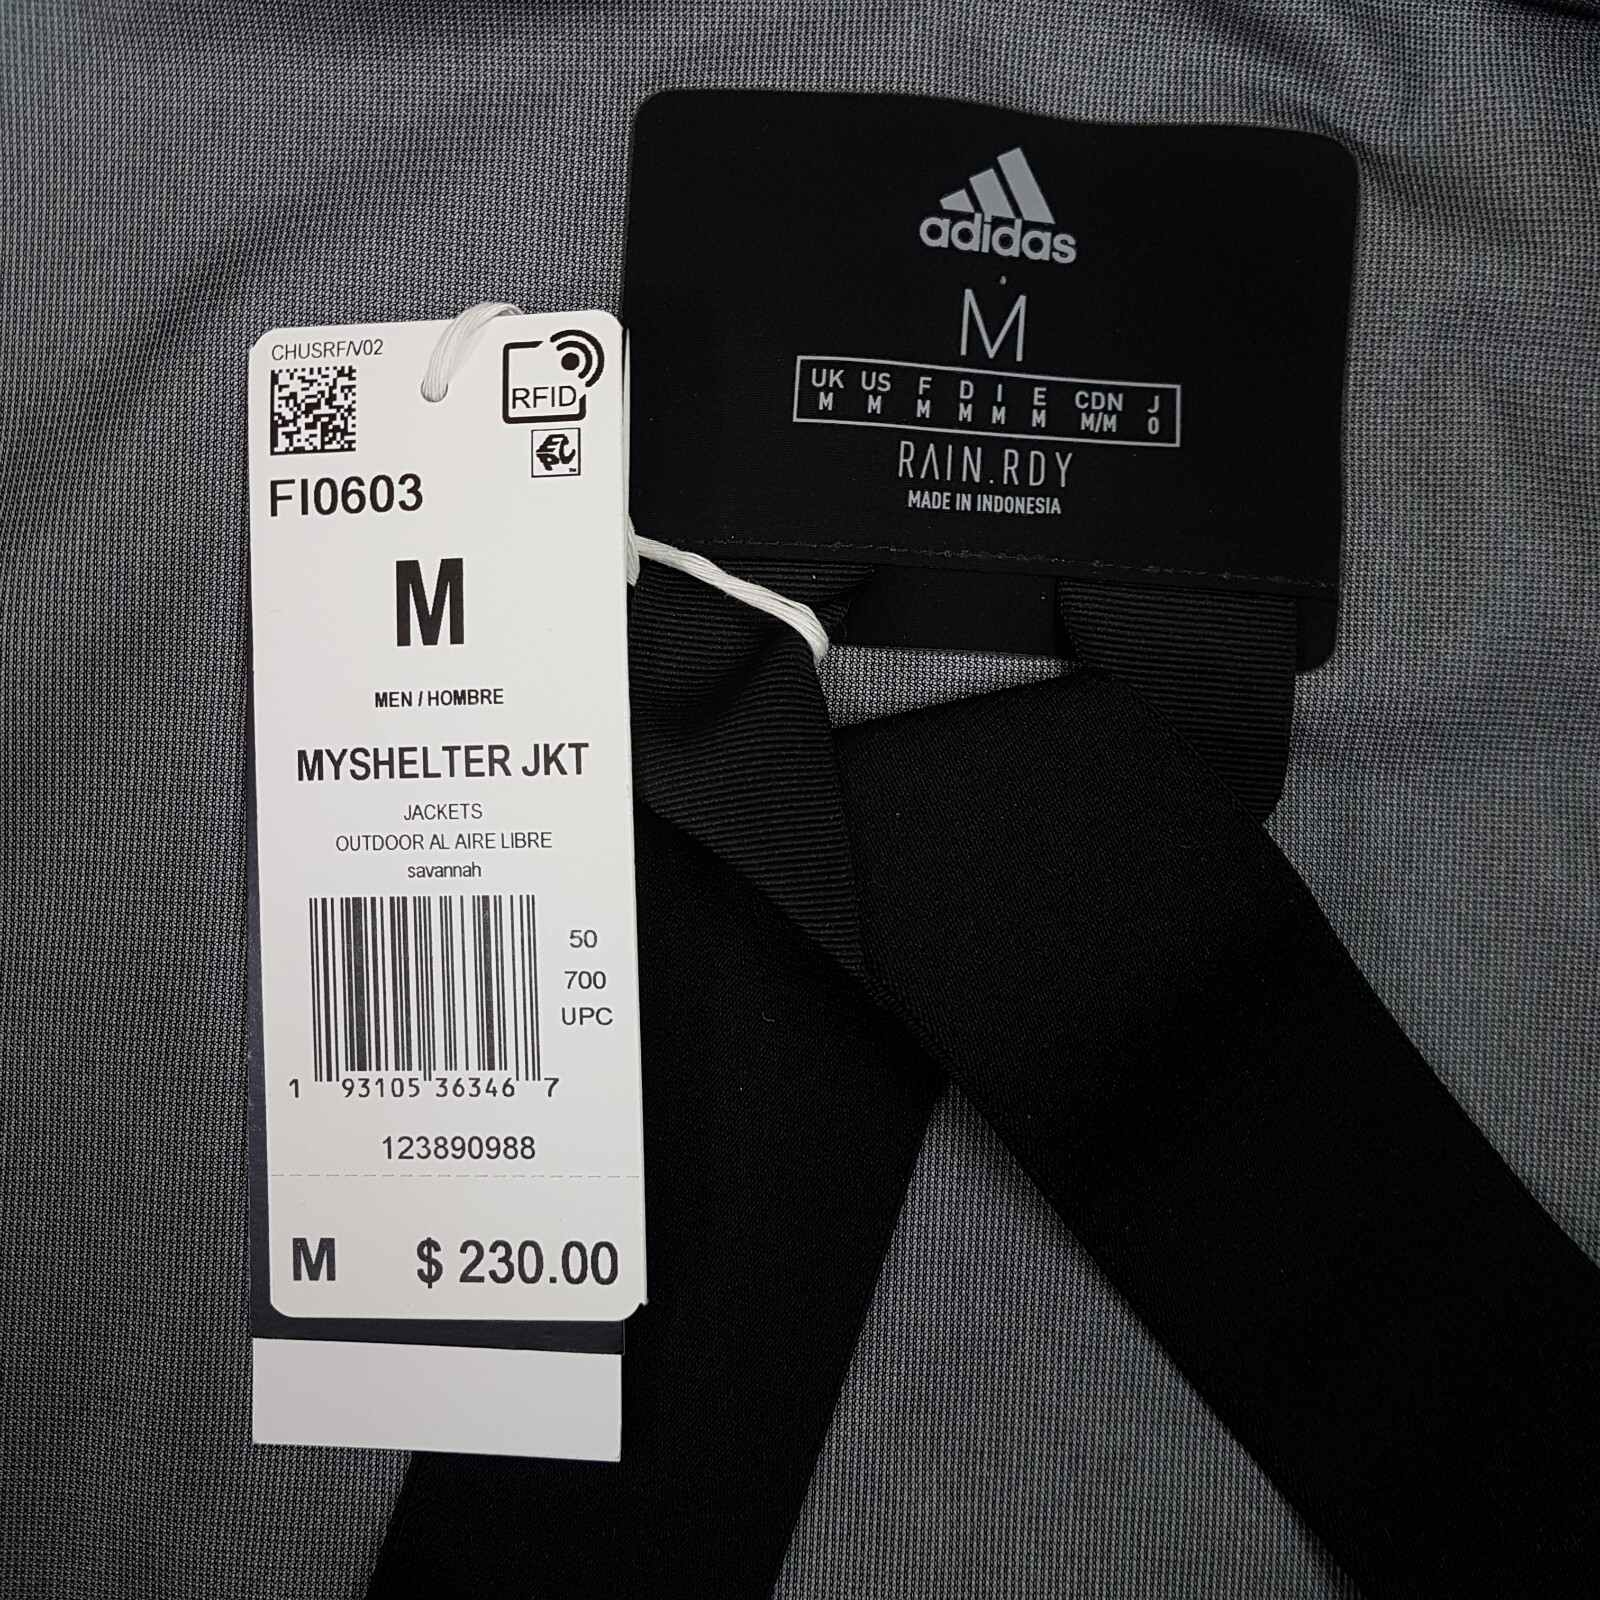 CHUSRF/V02
RFID
EPC
FI0603
M
MEN / HOMBRE
MYSHELTER JKT
JACKETS
OUTDOOR AL AIRE LIBRE
savannah
50
700
UPC
1 93105 36346 7
123890988
M $ 230.00
adidas
M
UK US F D I E CDN J
M M M M M M M/M O
RAIN.RDY
MADE IN INDONESIA